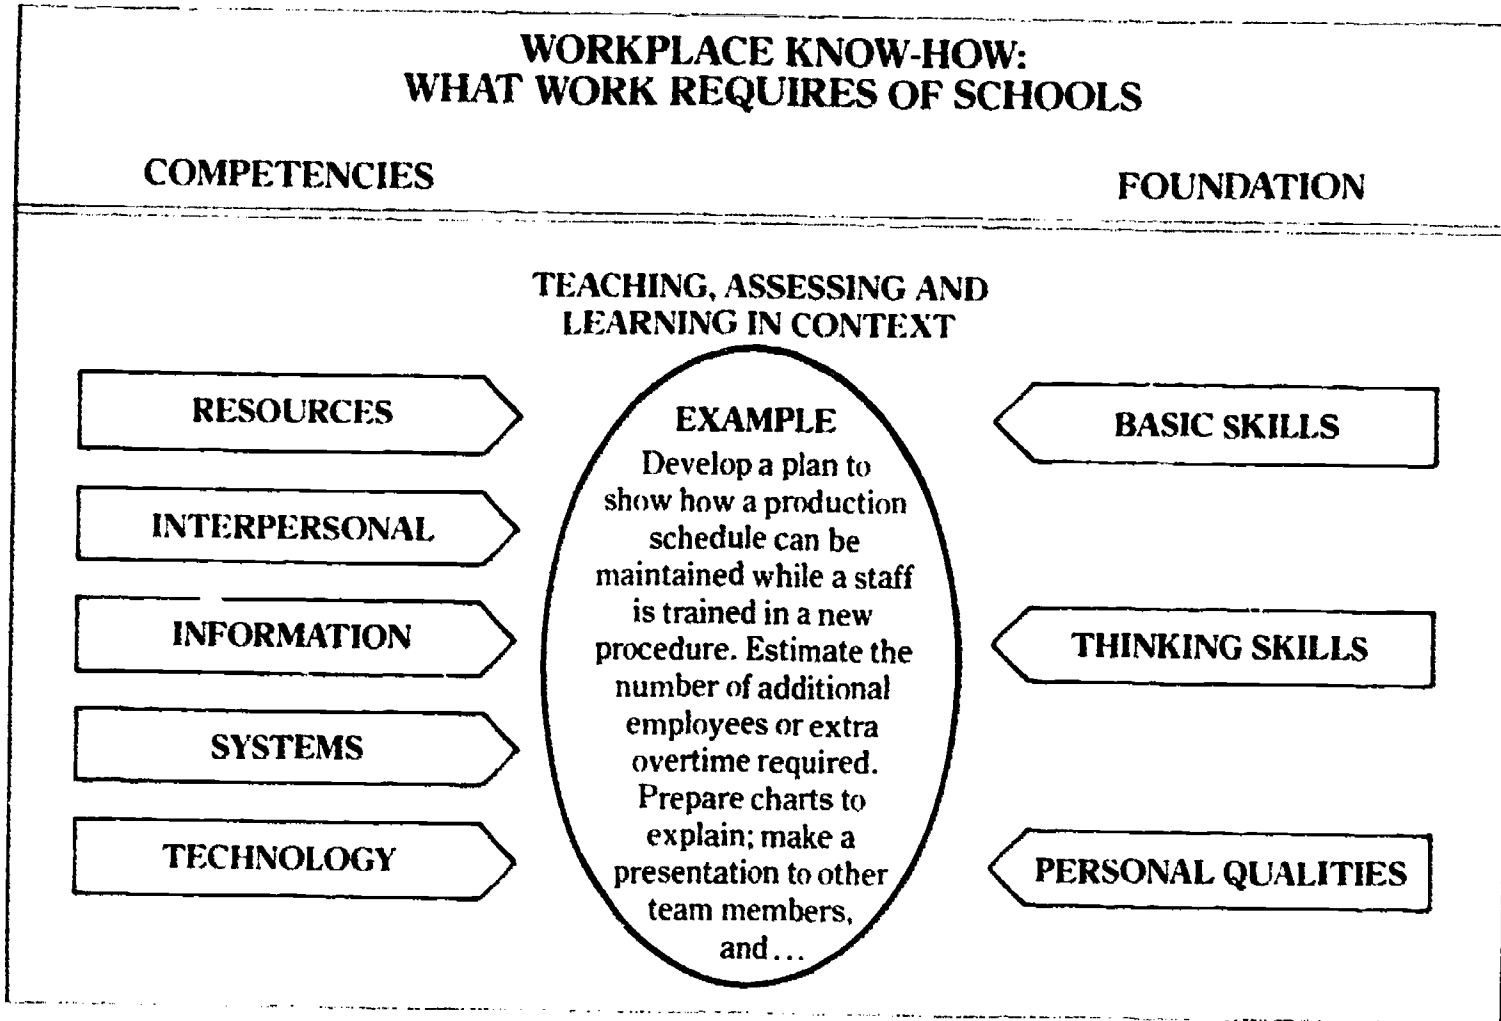 WORKPLACE KNOW-HOW:
WHAT WORK REQUIRES OF SCHOOLS
COMPETENCIES
FOUNDATION
TEACHING, ASSESSING AND
LEARNING IN CONTEXT
RESOURCES
INTERPERSONAL
INFORMATION
SYSTEMS
TECHNOLOGY
EXAMPLE
Develop a plan to
show how a production
schedule can be
maintained while a staff
is trained in a new
procedure. Estimate the
number of additional
employees or extra
overtime required.
Prepare charts to
explain; make a
presentation to other
team members,
and...
BASIC SKILLS
THINKING SKILLS
PERSONAL QUALITIES